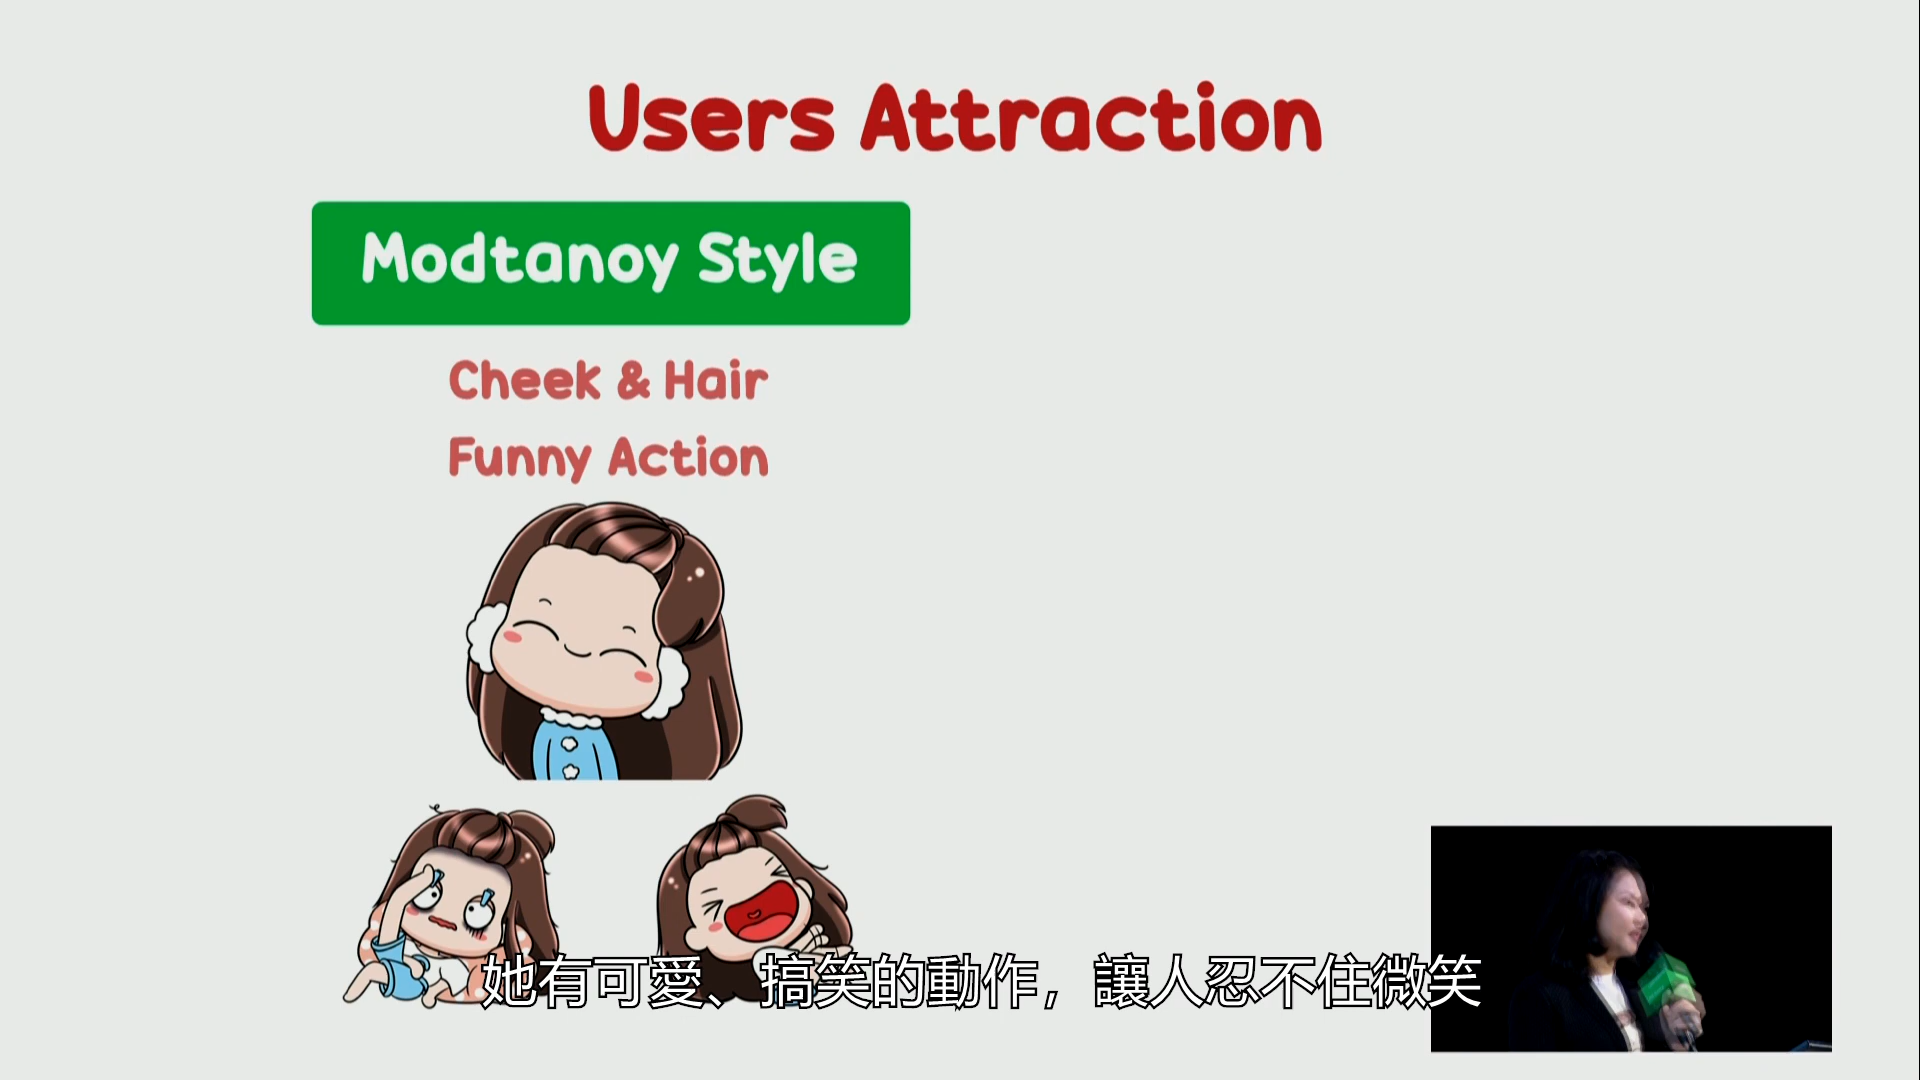 Users Attraction
Modtanoy Style
Cheek & Hair
Funny Action
她有可愛、搞笑的動作，讓人忍不住微笑